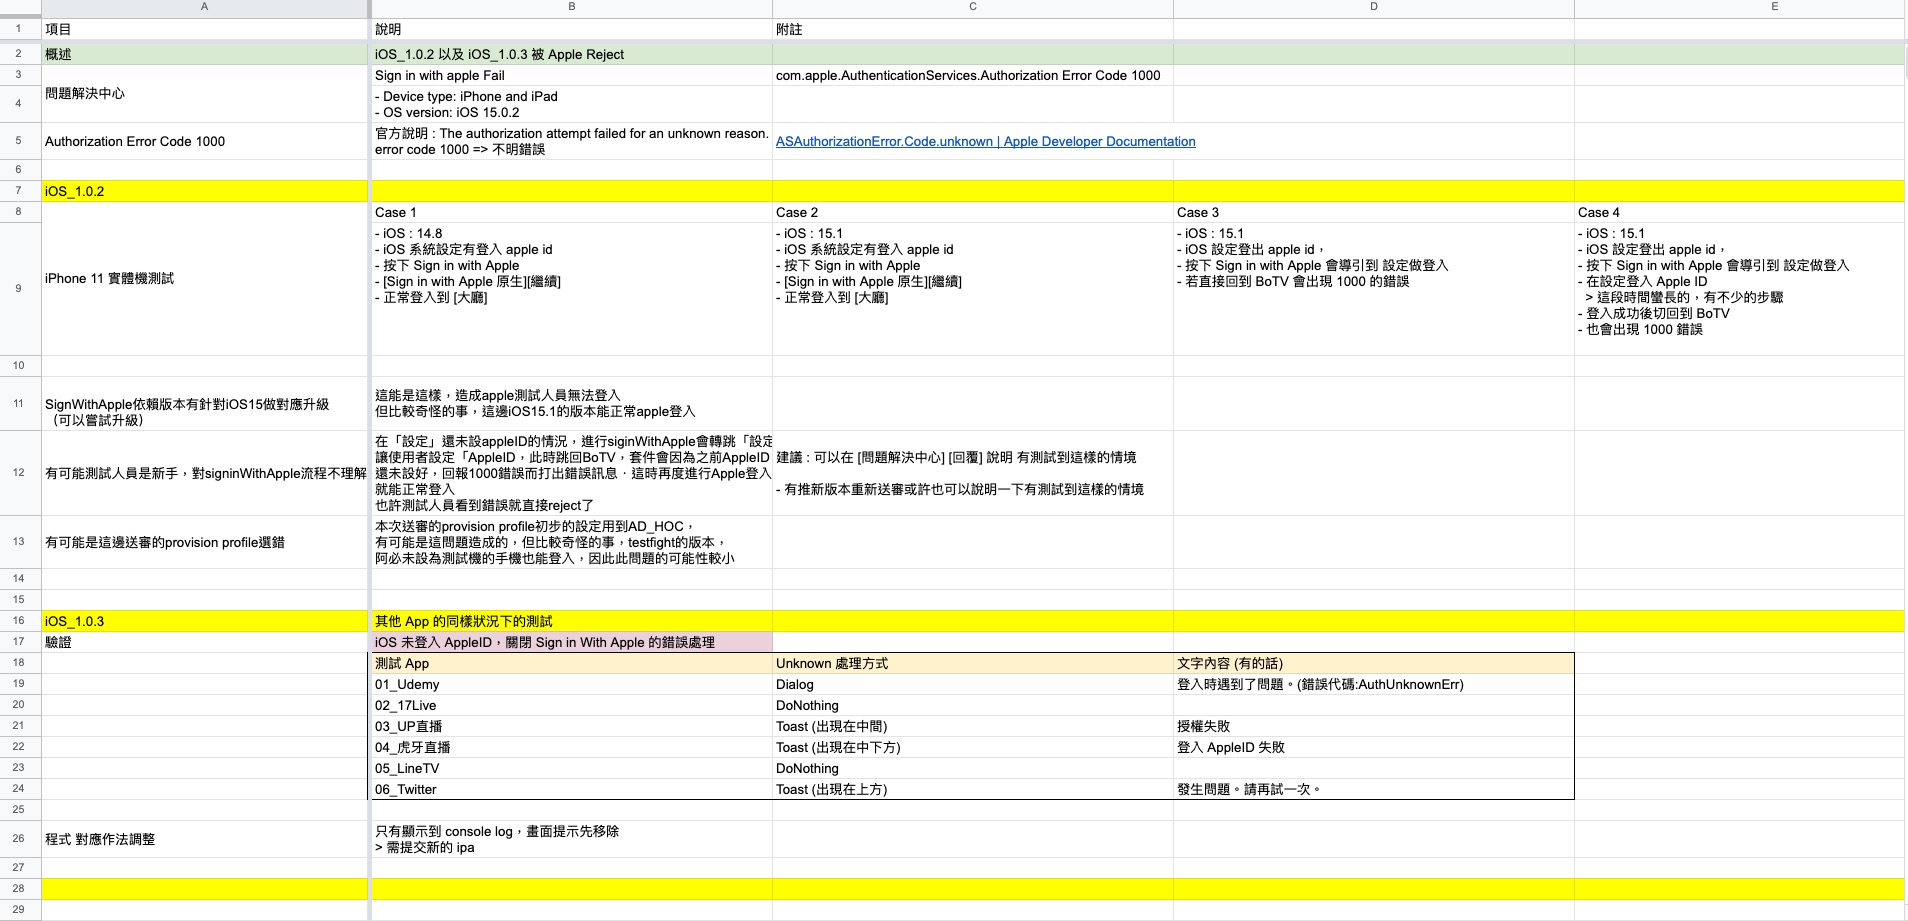 A B C D E
1 項目 說明 附註
2 概述 iOS_1.0.2 以及 iOS_1.0.3 被 Apple Reject
3 問題解決中心 Sign in with apple Fail com.apple.AuthenticationServices.Authorization Error Code 1000
4 - Device type: iPhone and iPad
- OS version: iOS 15.0.2
5 Authorization Error Code 1000 官方說明 : The authorization attempt failed for an unknown reason.
error code 1000 => 不明錯誤
ASAuthorizationError.Code.unknown | Apple Developer Documentation
6
7 iOS_1.0.2
8 Case 1 Case 2 Case 3 Case 4
9 iPhone 11 實體機測試
- iOS : 14.8
- iOS 系統設定有登入 apple id
- 按下 Sign in with Apple
- [Sign in with Apple 原生][繼續]
- 正常登入到 [大廳]
- iOS : 15.1
- iOS 系統設定有登入 apple id
- 按下 Sign in with Apple
- [Sign in with Apple 原生][繼續]
- 正常登入到 [大廳]
- iOS : 15.1
- iOS 設定登出 apple id，
- 按下 Sign in with Apple 會導引到 設定做登入
- 若直接回到 BoTV 會出現 1000 的錯誤
- iOS : 15.1
- iOS 設定登出 apple id，
- 按下 Sign in with Apple 會導引到 設定做登入
- 在設定登入 Apple ID
> 這段時間蠻長的，有不少的步驟
- 登入成功後切回到 BoTV
- 也會出現 1000 錯誤
10
11 SignWithApple依賴版本有針對iOS15做對應升級
（可以嘗試升級)
這能是這樣，造成apple測試人員無法登入
但比較奇怪的事，這邊iOS15.1的版本能正常apple登入
12 有可能測試人員是新手，對signinWithApple流程不理解
在「設定」還未設appleID的情況，進行siginWithApple會轉跳「設定
讓使用者設定「AppleID，此時跳回BoTV，套件會因為之前AppleID
還未設好，回報1000錯誤而打出錯誤訊息．這時再度進行Apple登入
就能正常登入
也許測試人員看到錯誤就直接reject了
建議 : 可以在 [問題解決中心] [回覆] 說明 有測試到這樣的情境
- 有推新版本重新送審或許也可以說明一下有測試到這樣的情境
13 有可能是這邊送審的provision profile選錯
本次送審的provision profile初步的設定用到AD_HOC，
有可能是這問題造成的，但比較奇怪的事，testfight的版本，
阿必未設為測試機的手機也能登入，因此此問題的可能性較小
14
15
16 iOS_1.0.3 其他 App 的同樣狀況下的測試
17 驗證 iOS 未登入 AppleID，關閉 Sign in With Apple 的錯誤處理
18 測試 App Unknown 處理方式 文字內容 (有的話)
19 01_Udemy Dialog 登入時遇到了問題。(錯誤代碼:AuthUnknownErr)
20 02_17Live DoNothing
21 03_UP直播 Toast (出現在中間) 授權失敗
22 04_虎牙直播 Toast (出現在中下方) 登入 AppleID 失敗
23 05_LineTV DoNothing
24 06_Twitter Toast (出現在上方) 發生問題。請再試一次。
25
26 程式 對應作法調整 只有顯示到 console log，畫面提示先移除
> 需提交新的 ipa
27
28
29